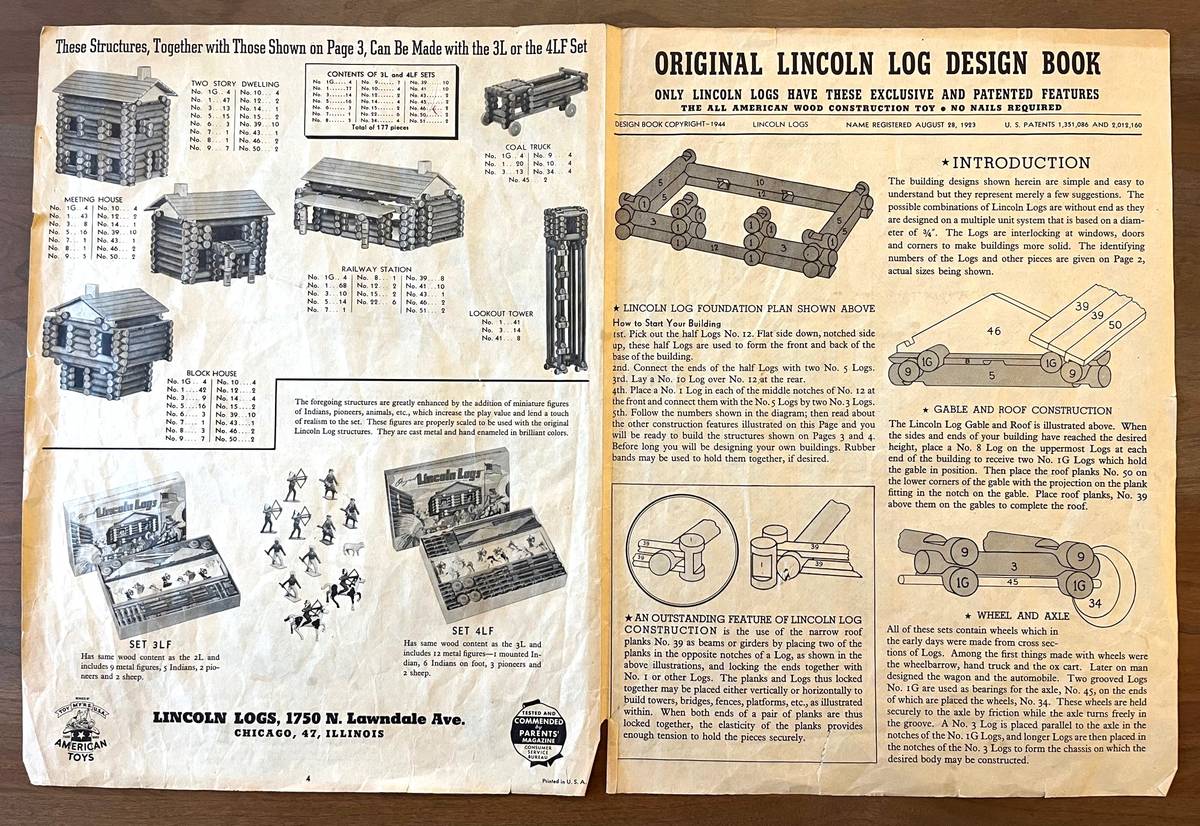 These Structures, Together with Those Shown on Page 3, Can Be Made with the 3L or the 4LF Set
TWO STORY DWELLING
No. 1G . 4 No. 10 . . . 4
No. 1 . . . 47 No. 12 . . . 2
No. 3 . . 13 No. 14 . . . 1
No. 5 . . . 15 No. 15 . . . 2
No. 6 . . . 3 No. 39 . . 10
No. 7 . . . 1 No. 43 . . . 1
No. 8 . . . 1 No. 46 . . . 2
No. 9 . . . 7 No. 50 . . . 2
CONTENTS OF 3L and 4LF SETS
Total of 177 pieces
COAL TRUCK
No. 1G . . 4 No. 9 . . . . 4
No. 1 . . . 20 No. 10 . . . 4
No. 3 . . . 13 No. 34 . . . 4
No. 45 . . 2
MEETING HOUSE
No. 1G . . 4 No. 10 . . . 4
No. 1 . . . 43 No. 12 . . . 2
No. 3 . . . 8 No. 14 . . . 1
No. 5 . . . 16 No. 39 . . 10
No. 7 . . . 1 No. 43 . . . 1
No. 8 . . . 1 No. 46 . . . 2
No. 9 . . . 5 No. 50 . . . 2
RAILWAY STATION
No. 1G . . 4 No. 8 . . . 1 No. 39 . . . 8
No. 1 . . . 68 No. 12 . . . 2 No. 41 . . . 10
No. 3 . . . 10 No. 15 . . . 2 No. 43 . . . 1
No. 5 . . . 14 No. 22 . . . 6 No. 46 . . . 2
No. 7 . . . 1 No. 51 . . . 2
LOOKOUT TOWER
No. 1 . . . 41
No. 3 . . . 14
No. 41 . . . 8
BLOCK HOUSE
No. 1G . . 4 No. 10 . . . 4
No. 1 . . . . 42 No. 12 . . . 2
No. 3 . . . 9 No. 14 . . . 4
No. 5 . . . . 16 No. 15 . . . 2
No. 6 . . . 3 No. 39 . . 10
No. 7 . . . . 1 No. 43 . . . 1
No. 8 . . . . 3 No. 46 . . . 2
No. 9 . . . . 7 No. 50 . . . 2
The foregoing structures are greatly enhanced by the addition of miniature figures
of Indians, pioneers, animals, etc., which increase the play value and lend a touch
of realism to the set. These figures are properly scaled to be used with the original
Lincoln Log structures. They are cast metal and hand enameled in brilliant colors.
Lincoln Logs
Lincoln Logs
SET 3LF
Has same wood content as the 2L and
includes 9 metal figures, 5 Indians, 2 pio-
neers and 2 sheep.
SET 4LF
Has same wood content as the 3L and
includes 12 metal figures—1 mounted In-
dian, 6 Indians on foot, 3 pioneers and
2 sheep.
AMERICAN
TOYS
LINCOLN LOGS, 1750 N. Lawndale Ave.
CHICAGO, 47, ILLINOIS
TESTED AND
COMMENDED
by
PARENTS'
MAGAZINE
CONSUMER
SERVICE
BUREAU
4
Printed in U. S. A.
ORIGINAL LINCOLN LOG DESIGN BOOK
ONLY LINCOLN LOGS HAVE THESE EXCLUSIVE AND PATENTED FEATURES
THE ALL AMERICAN WOOD CONSTRUCTION TOY ● NO NAILS REQUIRED
DESIGN BOOK COPYRIGHT—1944 LINCOLN LOGS NAME REGISTERED AUGUST 28, 1923 U. S. PATENTS 1,351,086 AND 2,012,160
10
12
5
5
3
3
12
1
★ LINCOLN LOG FOUNDATION PLAN SHOWN ABOVE
How to Start Your Building
1st. Pick out the half Logs No. 12. Flat side down, notched side
up, these half Logs are used to form the front and back of the
base of the building.
2nd. Connect the ends of the half Logs with two No. 5 Logs.
3rd. Lay a No. 10 Log over No. 12 at the rear.
4th. Place a No. 1 Log in each of the middle notches of No. 12 at
the front and connect them with the No. 5 Logs by two No. 3 Logs.
5th. Follow the numbers shown in the diagram; then read about
the other construction features illustrated on this Page and you
will be ready to build the structures shown on Pages 3 and 4.
Before long you will be designing your own buildings. Rubber
bands may be used to hold them together, if desired.
39
39
1
39
39
1
★ AN OUTSTANDING FEATURE OF LINCOLN LOG
CONSTRUCTION is the use of the narrow roof
planks No. 39 as beams or girders by placing two of the
planks in the opposite notches of a Log, as shown in the
above illustrations, and locking the ends together with
No. 1 or other Logs. The planks and Logs thus locked
together may be placed either vertically or horizontally to
build towers, bridges, fences, platforms, etc., as illustrated
within. When both ends of a pair of planks are thus
locked together, the elasticity of the planks provides
enough tension to hold the pieces securely.
★ INTRODUCTION
The building designs shown herein are simple and easy to
understand but they represent merely a few suggestions. The
possible combinations of Lincoln Logs are without end as they
are designed on a multiple unit system that is based on a diam-
eter of ¾". The Logs are interlocking at windows, doors
and corners to make buildings more solid. The identifying
numbers of the Logs and other pieces are given on Page 2,
actual sizes being shown.
46
39
39
50
1G
8
1G
9
5
9
★ GABLE AND ROOF CONSTRUCTION
The Lincoln Log Gable and Roof is illustrated above. When
the sides and ends of your building have reached the desired
height, place a No. 8 Log on the uppermost Logs at each
end of the building to receive two No. 1G Logs which hold
the gable in position. Then place the roof planks No. 50 on
the lower corners of the gable with the projection on the plank
fitting in the notch on the gable. Place roof planks, No. 39
above them on the gables to complete the roof.
9
9
3
1G
45
1G
34
★ WHEEL AND AXLE
All of these sets contain wheels which in
the early days were made from cross sec-
tions of Logs. Among the first things made with wheels were
the wheelbarrow, hand truck and the ox cart. Later on man
designed the wagon and the automobile. Two grooved Logs
No. 1G are used as bearings for the axle, No. 45, on the ends
of which are placed the wheels, No. 34. These wheels are held
securely to the axle by friction while the axle turns freely in
the groove. A No. 3 Log is placed parallel to the axle in the
notches of the No. 1G Logs, and longer Logs are then placed in
the notches of the No. 3 Logs to form the chassis on which the
desired body may be constructed.